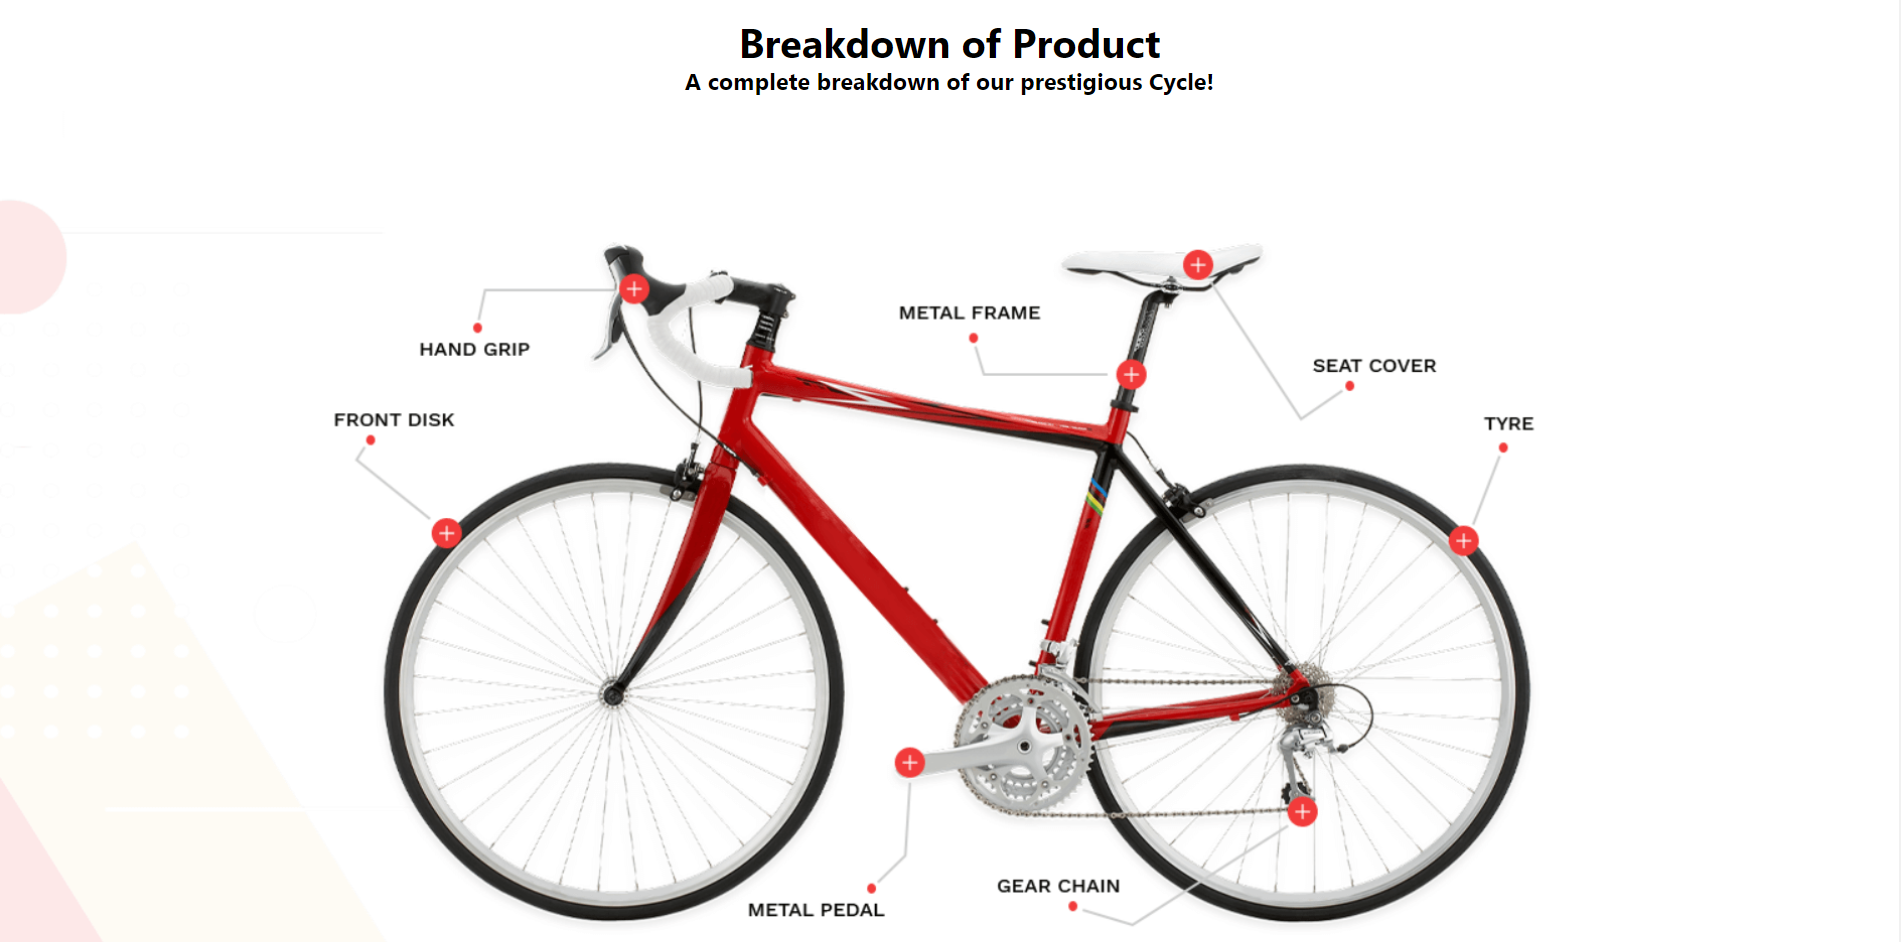 Breakdown of Product
A complete breakdown of our prestigious Cycle!
METAL FRAME
HAND GRIP
SEAT COVER
FRONT DISK
TYRE
GEAR CHAIN
METAL PEDAL